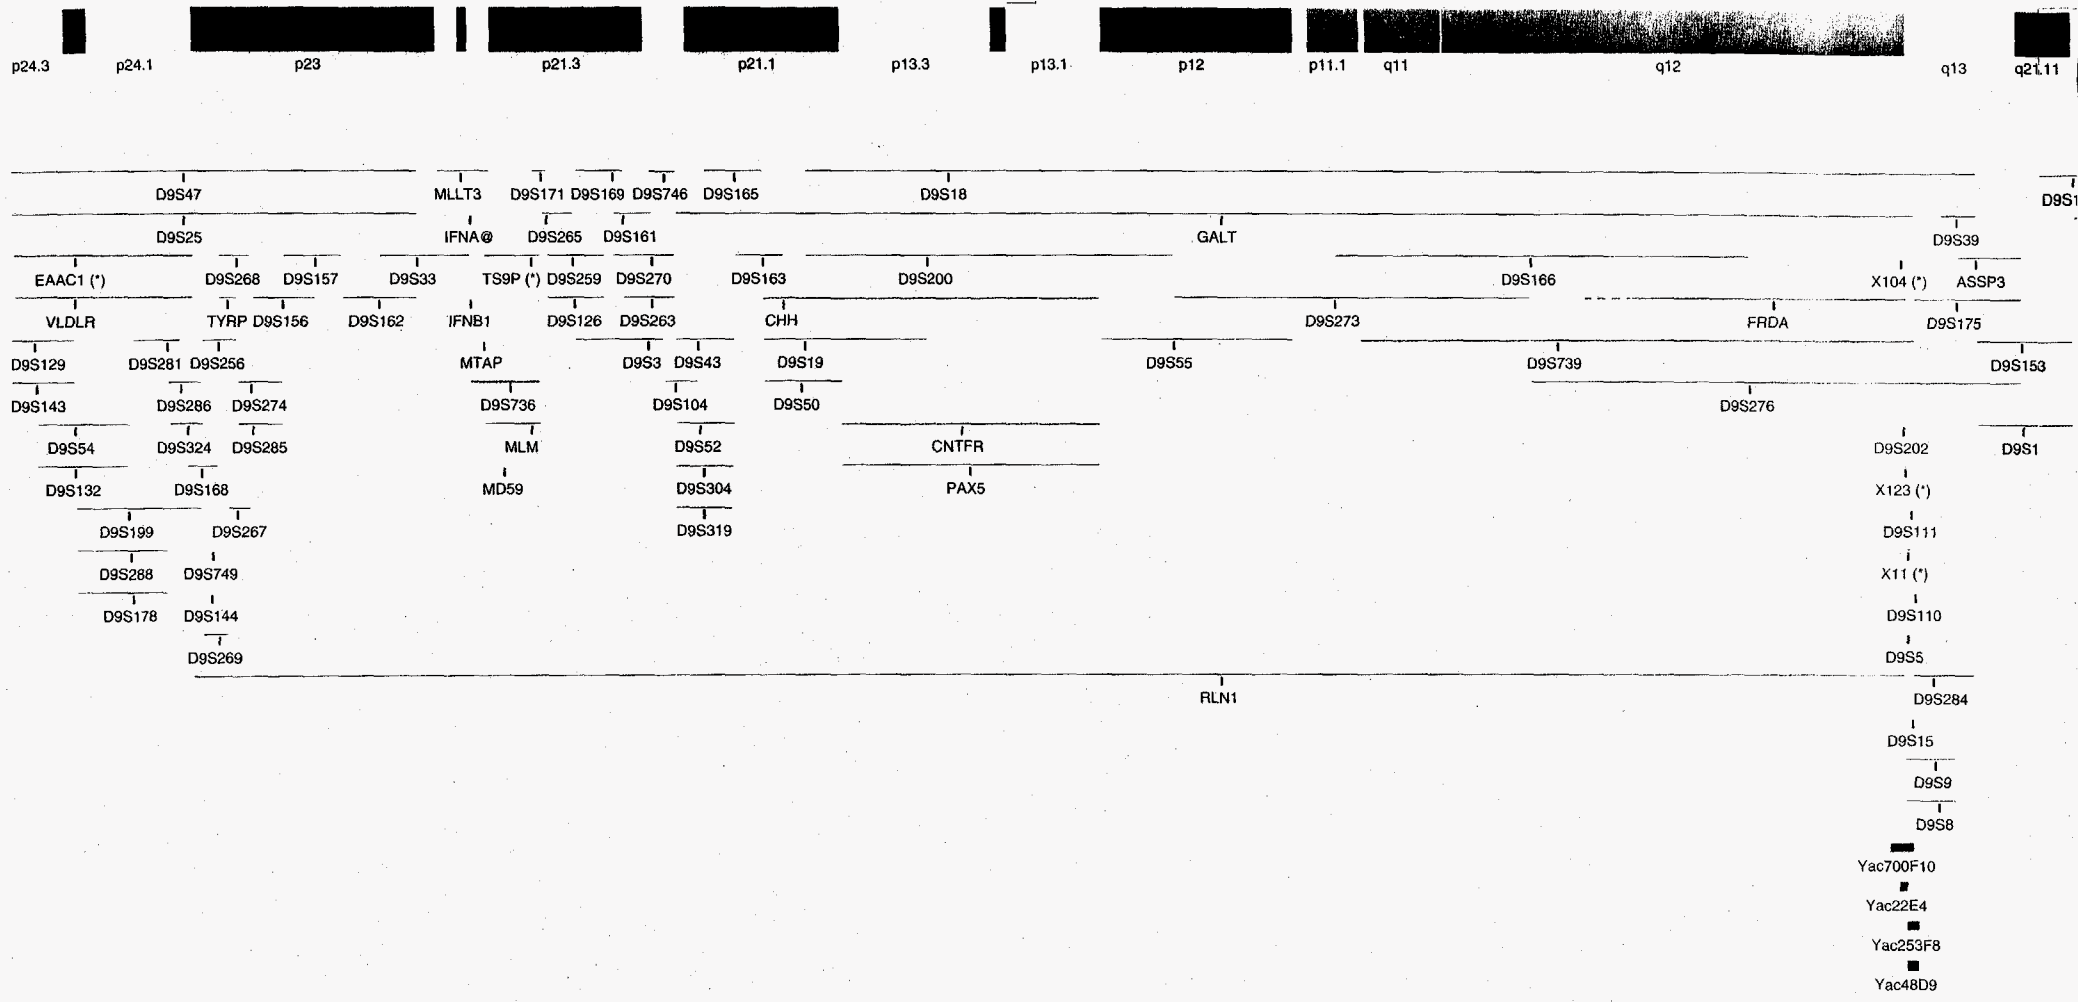 p24.3 p24.1 p23 p21.3 p21.1 p13.3 p13.1 p12 p11.1 q11 q12 q13 q21.11
D9S47 MLLT3 D9S171 D9S169 D9S746 D9S165 D9S18 D9S1
D9S25 IFNA@ D9S265 D9S161 GALT D9S39
EAAC1 (*) D9S268 D9S157 D9S33 TS9P (*) D9S259 D9S270 D9S163 D9S200 D9S166 X104 (*) ASSP3
VLDLR TYRP D9S156 D9S162 IFNB1 D9S126 D9S263 CHH D9S273 FRDA D9S175
D9S129 D9S281 D9S256 MTAP D9S3 D9S43 D9S19 D9S55 D9S739 D9S153
D9S143 D9S286 D9S274 D9S736 D9S104 D9S50 D9S276
D9S54 D9S324 D9S285 MLM D9S52 CNTFR D9S202 D9S1
D9S132 D9S168 MD59 D9S304 PAX5 X123 (*)
D9S199 D9S267 D9S319 D9S111
D9S288 D9S749 X11 (*)
D9S178 D9S144 D9S110
D9S269 D9S5
RLN1 D9S284
D9S15
D9S9
D9S8
Yac700F10
Yac22E4
Yac253F8
Yac48D9